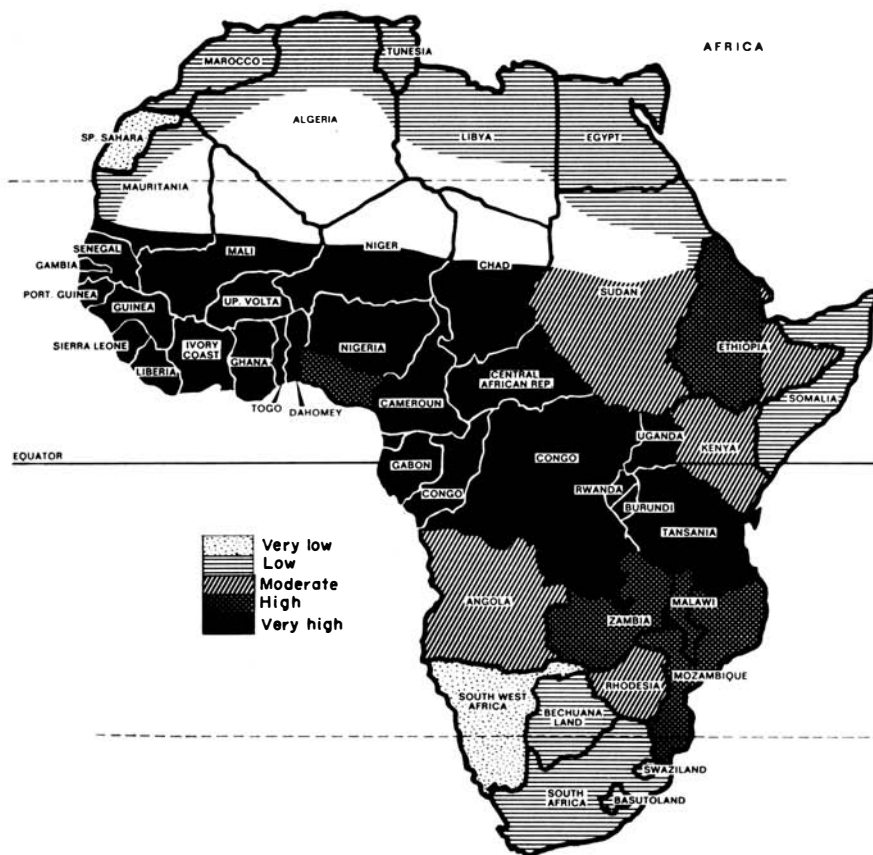 AFRICA
TUNESIA
MAROCCO
ALGERIA
LIBYA
EGYPT
SP. SAHARA
MAURITANIA
SENEGAL
MALI
NIGER
CHAD
GAMBIA
SUDAN
PORT. GUINEA
GUINEA
UP. VOLTA
SIERRA LEONE
IVORY
COAST
GHANA
NIGERIA
ETHIOPIA
LIBERIA
CENTRAL
AFRICAN REP
SOMALIA
TOGO
DAHOMEY
CAMEROUN
UGANDA
KENYA
EQUATOR
GABON
CONGO
CONGO
RWANDA
BURUNDI
TANSANIA
Very low
Low
Moderate
High
Very high
ANGOLA
MALAWI
ZAMBIA
MOZAMBIQUE
RHODESIA
SOUTH WEST
AFRICA
BECHUANA
LAND
SWAZILAND
SOUTH
AFRICA
BASUTOLAND